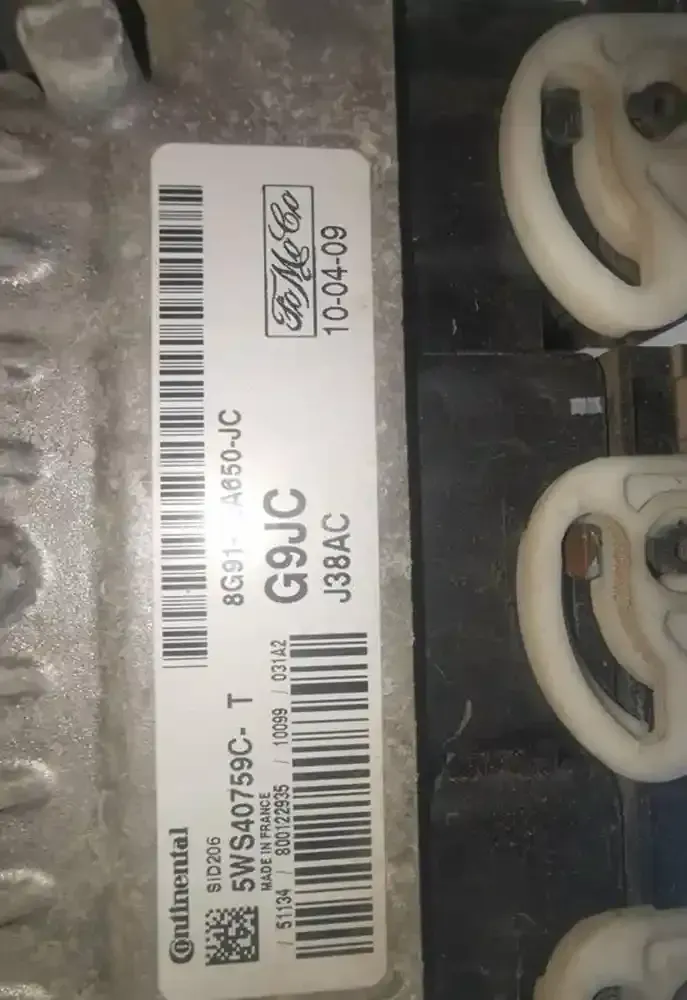 Continental
SID206
5WS40759C- T
MADE IN FRANCE
/ 51134 / 800122935 / 10099 / 031A2
8G91- A650-JC
G9JC
J38AC
FoMoCo
10-04-09